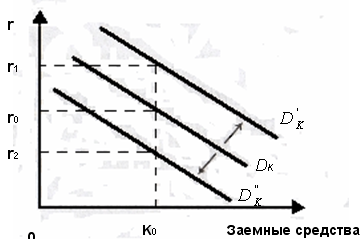 r
r₁
r₀
r₂
D'K
DK
D"K
0
K₀
Заемные средства